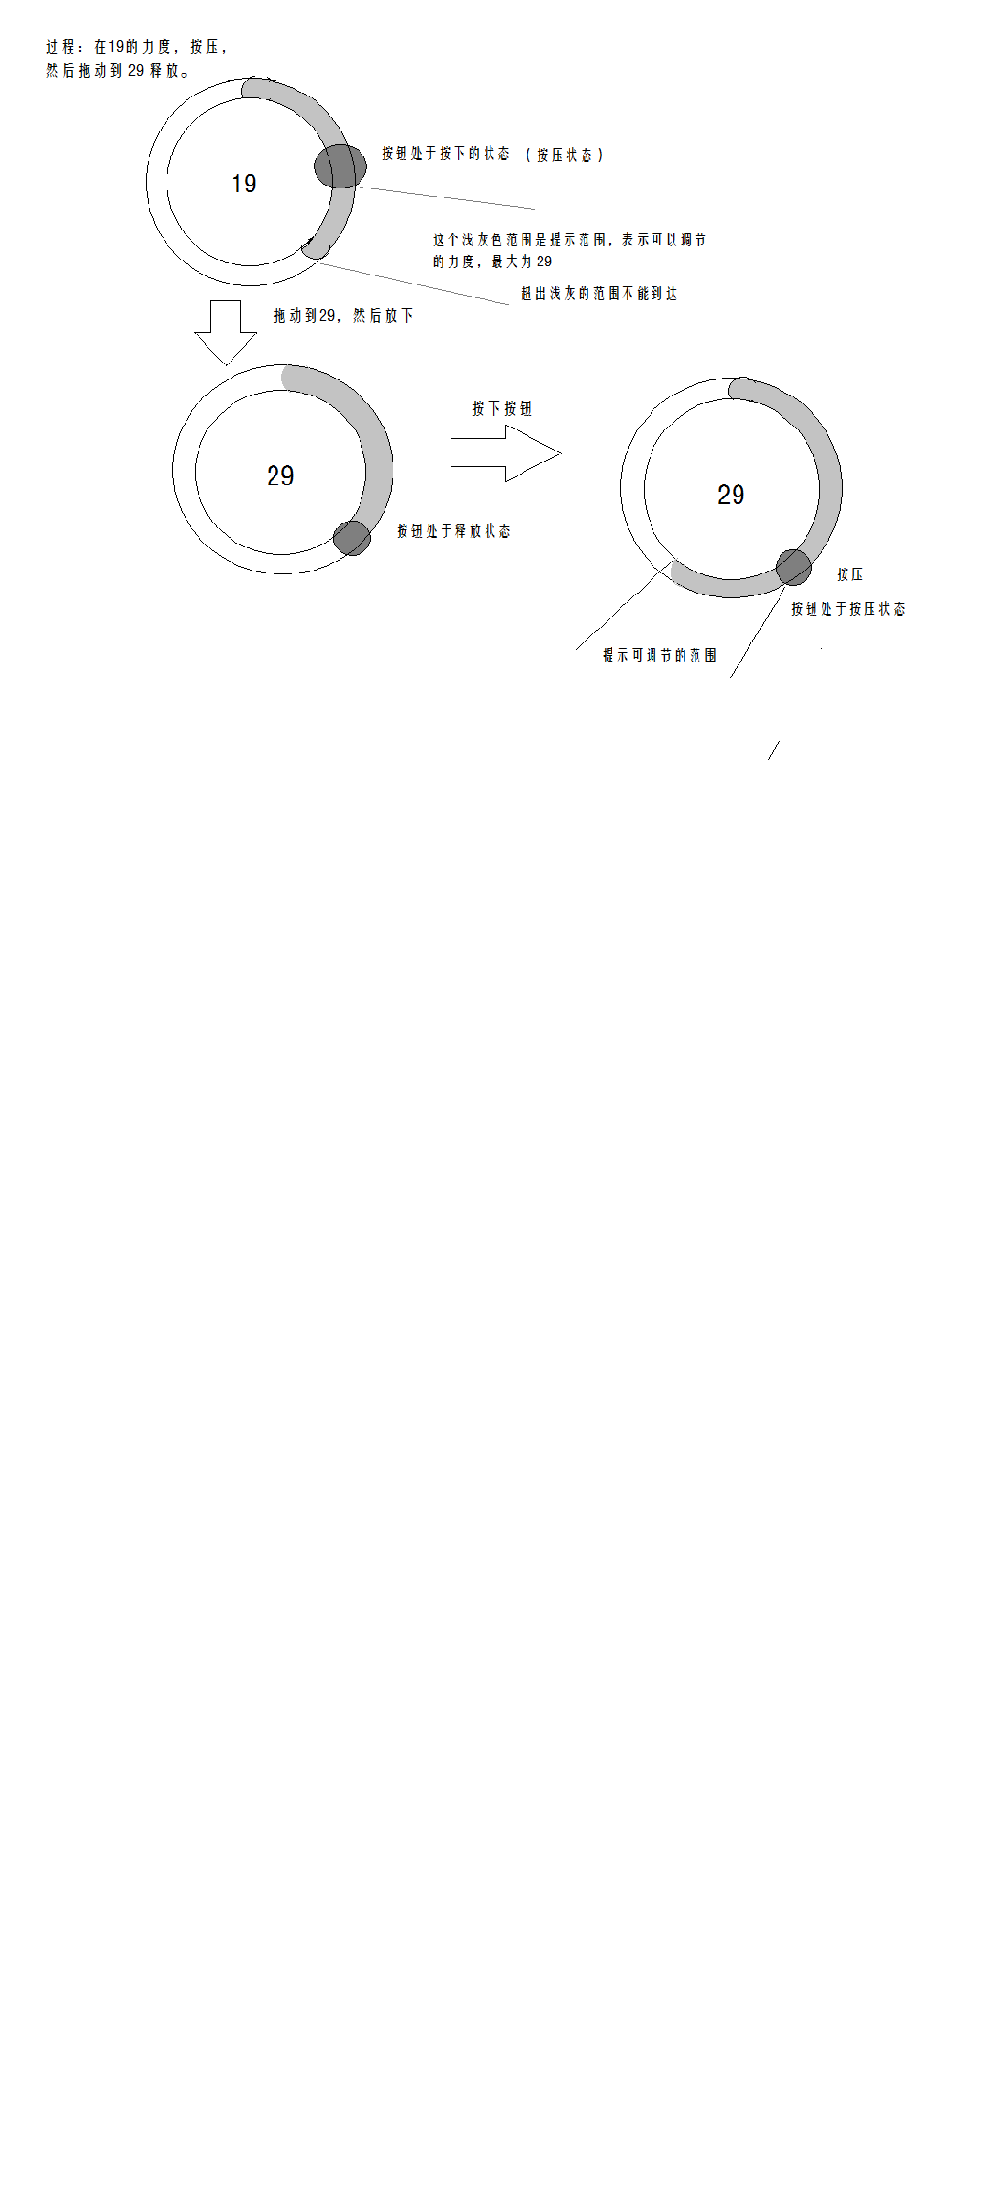 过程：在19的力度，按压，
然后拖动到 29 释放。
19
按钮处于按下的状态 （按压状态）
这个浅灰色范围是提示范围，表示可以调节
的力度，最大为 29
超出浅灰的范围不能到达
拖动到29，然后放下
29
按钮处于释放状态
按下按钮
29
按压
按钮处于按压状态
提示可调节的范围